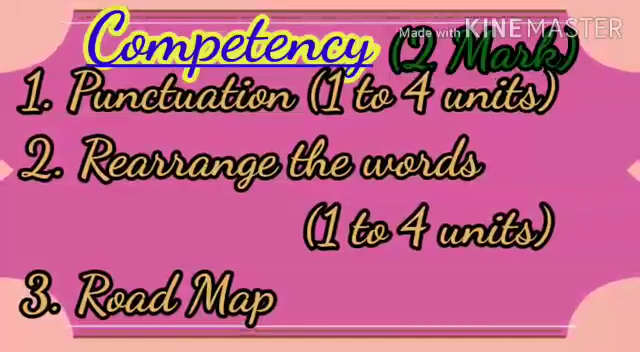 Made with KINEMASTER
Competency (2 Mark)
1. Punctuation (1 to 4 units)
2. Rearrange the words
(1 to 4 units)
3. Road Map